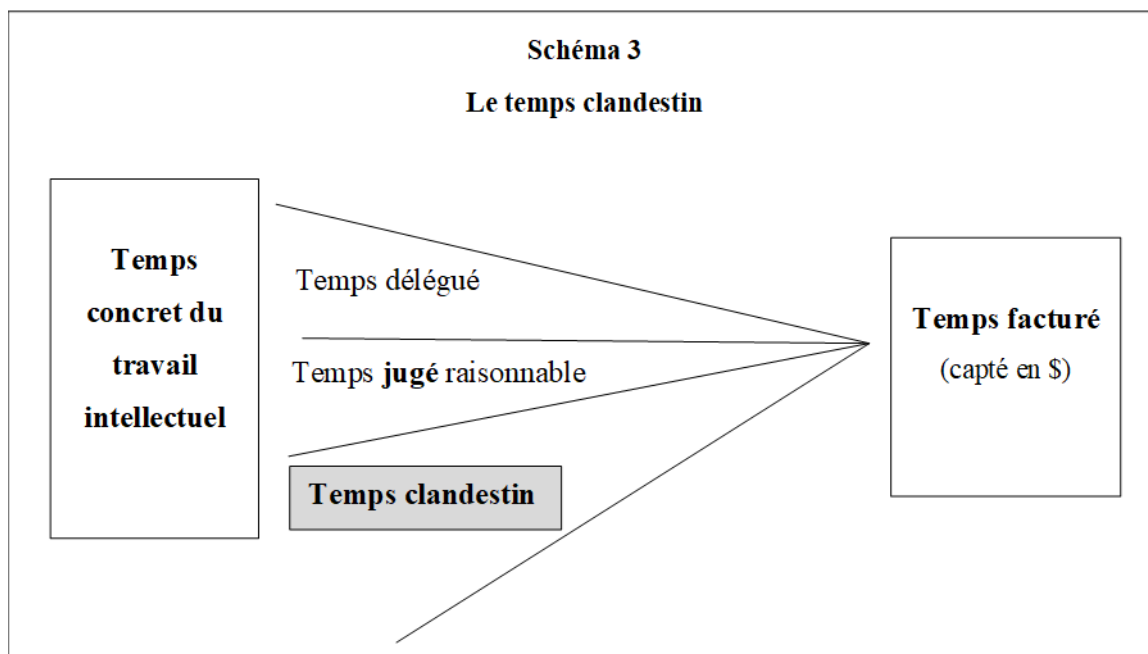 Schéma 3
Le temps clandestin
Temps
concret du
travail
intellectuel
Temps délégué
Temps jugé raisonnable
Temps clandestin
Temps facturé
(capté en $)